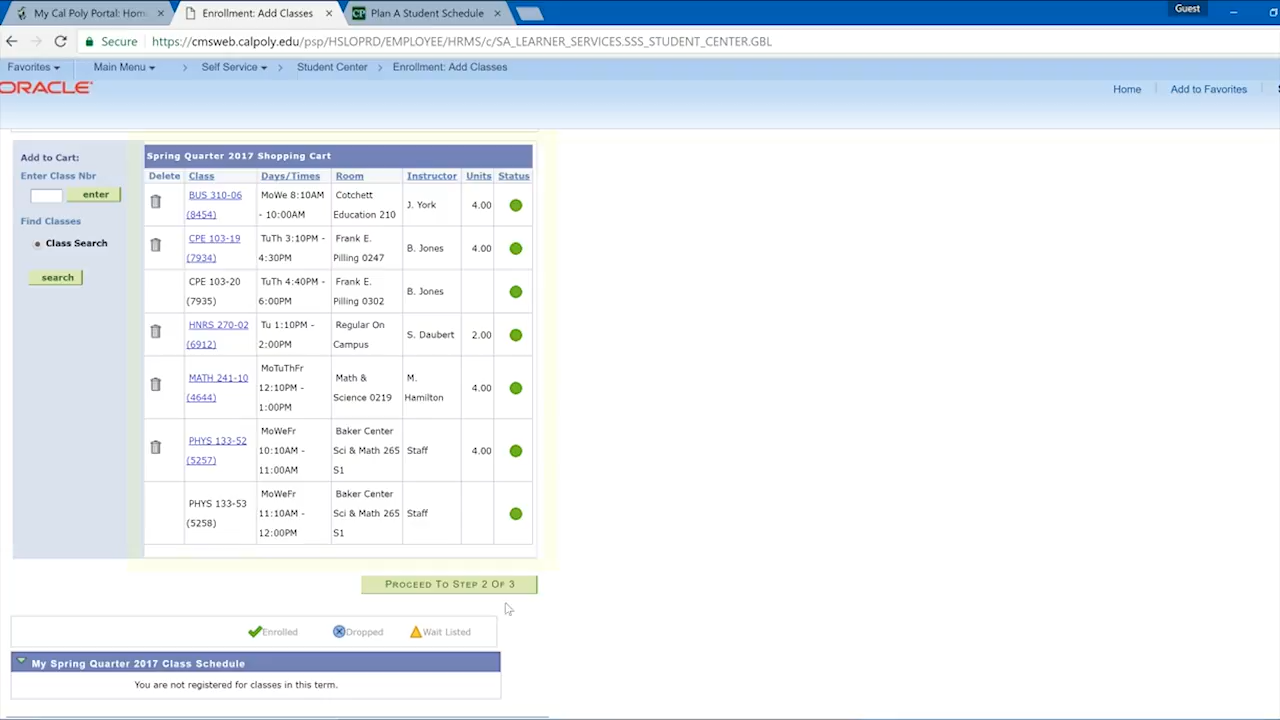 My Cal Poly Portal: Hom
Enrollment: Add Classes
CP Plan A Student Schedule
Guest
Secure
https://cmsweb.calpoly.edu/psp/HSLOPRD/EMPLOYEE/HRMS/c/SA_LEARNER_SERVICES.SSS_STUDENT_CENTER.GBL
Favorites Main Menu > Self Service > Student Center > Enrollment: Add Classes
ORACLE
Home Add to Favorites S
Add to Cart:
Enter Class Nbr
enter
Find Classes
Class Search
search
Spring Quarter 2017 Shopping Cart
Delete Class Days/Times Room Instructor Units Status
BUS 310-06
(8454)
MoWe 8:10AM
- 10:00AM
Cotchett
Education 210
J. York
4.00
CPE 103-19
(7934)
TuTh 3:10PM -
4:30PM
Frank E.
Pilling 0247
B. Jones
4.00
CPE 103-20
(7935)
TuTh 4:40PM -
6:00PM
Frank E.
Pilling 0302
B. Jones
HNRS 270-02
(6912)
Tu 1:10PM -
2:00PM
Regular On
Campus
S. Daubert
2.00
MATH 241-10
(4644)
MoTuThFr
12:10PM -
1:00PM
Math &
Science 0219
M.
Hamilton
4.00
PHYS 133-52
(5257)
MoWeFr
10:10AM -
11:00AM
Baker Center
Sci & Math 265
S1
Staff
4.00
PHYS 133-53
(5258)
MoWeFr
11:10AM -
12:00PM
Baker Center
Sci & Math 265
S1
Staff
PROCEED TO STEP 2 OF 3
Enrolled Dropped Wait Listed
My Spring Quarter 2017 Class Schedule
You are not registered for classes in this term.